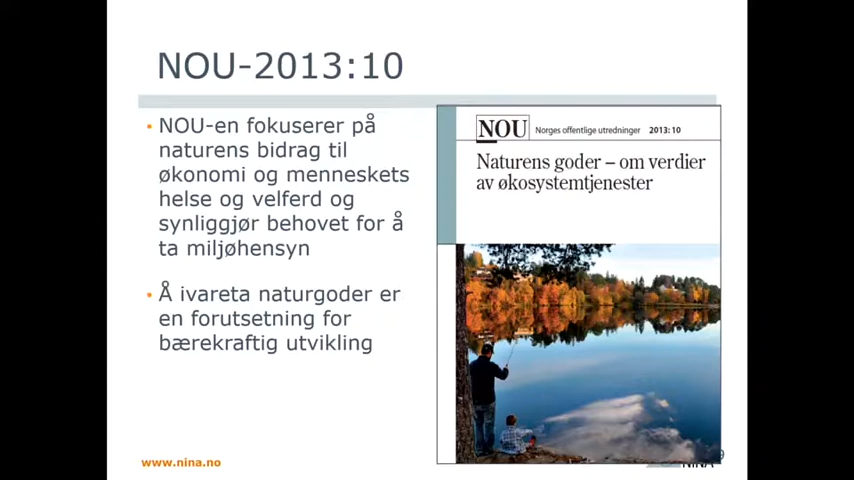 NOU-2013:10
• NOU-en fokuserer på
naturens bidrag til
økonomi og menneskets
helse og velferd og
synliggjør behovet for å
ta miljøhensyn
• Å ivareta naturgoder er
en forutsetning for
bærekraftig utvikling
NOU Norges offentlige utredninger 2013: 10
Naturens goder – om verdier
av økosystemtjenester
www.nina.no